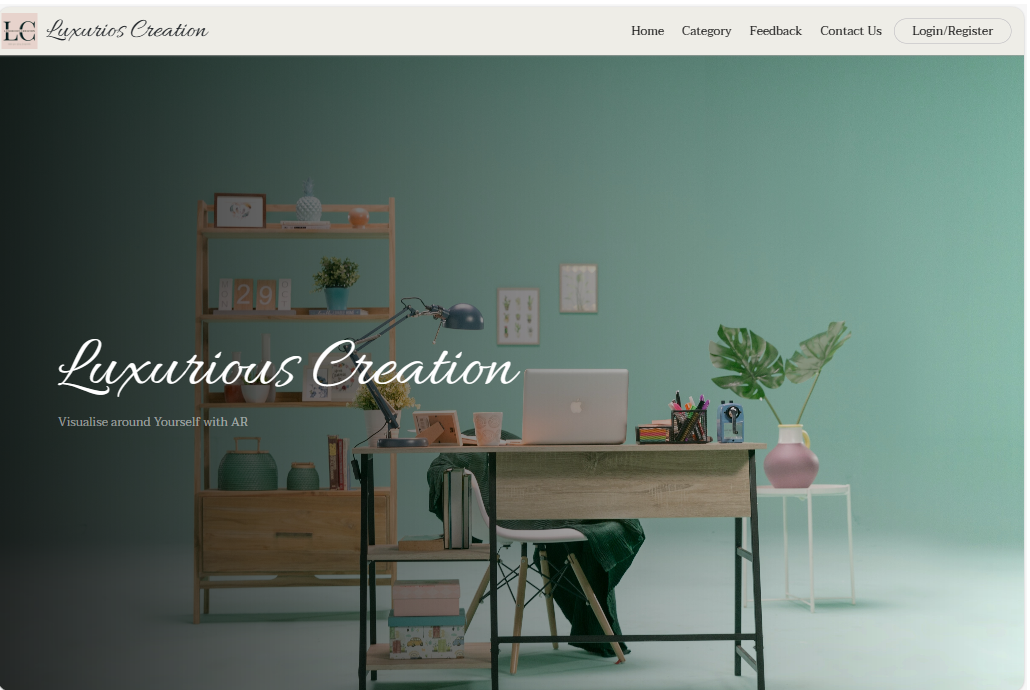 LC Luxurios Creation Home Category Feedback Contact Us Login/Register
29
Luxurious Creation
Visualise around Yourself with AR